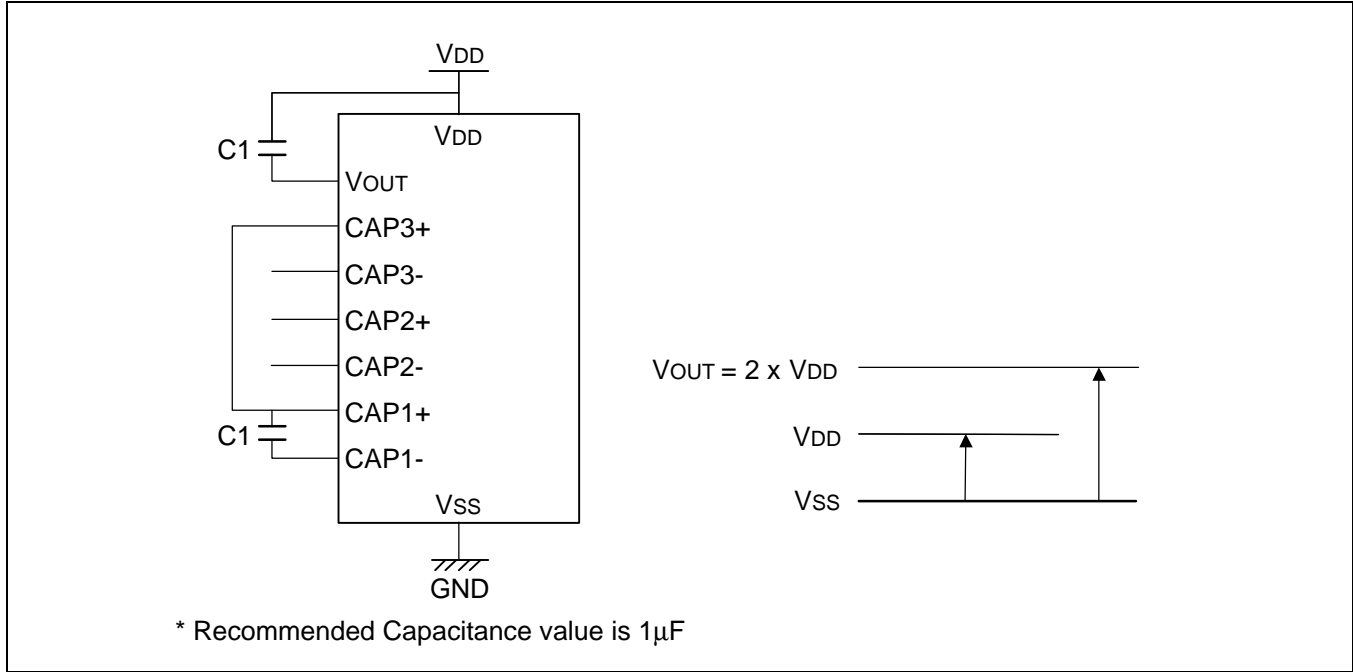 VDD
VDD
C1
VOUT
CAP3+
CAP3-
CAP2+
CAP2-
CAP1+
C1
CAP1-
VSS
GND
* Recommended Capacitance value is 1µF
VOUT = 2 x VDD
VDD
VSS